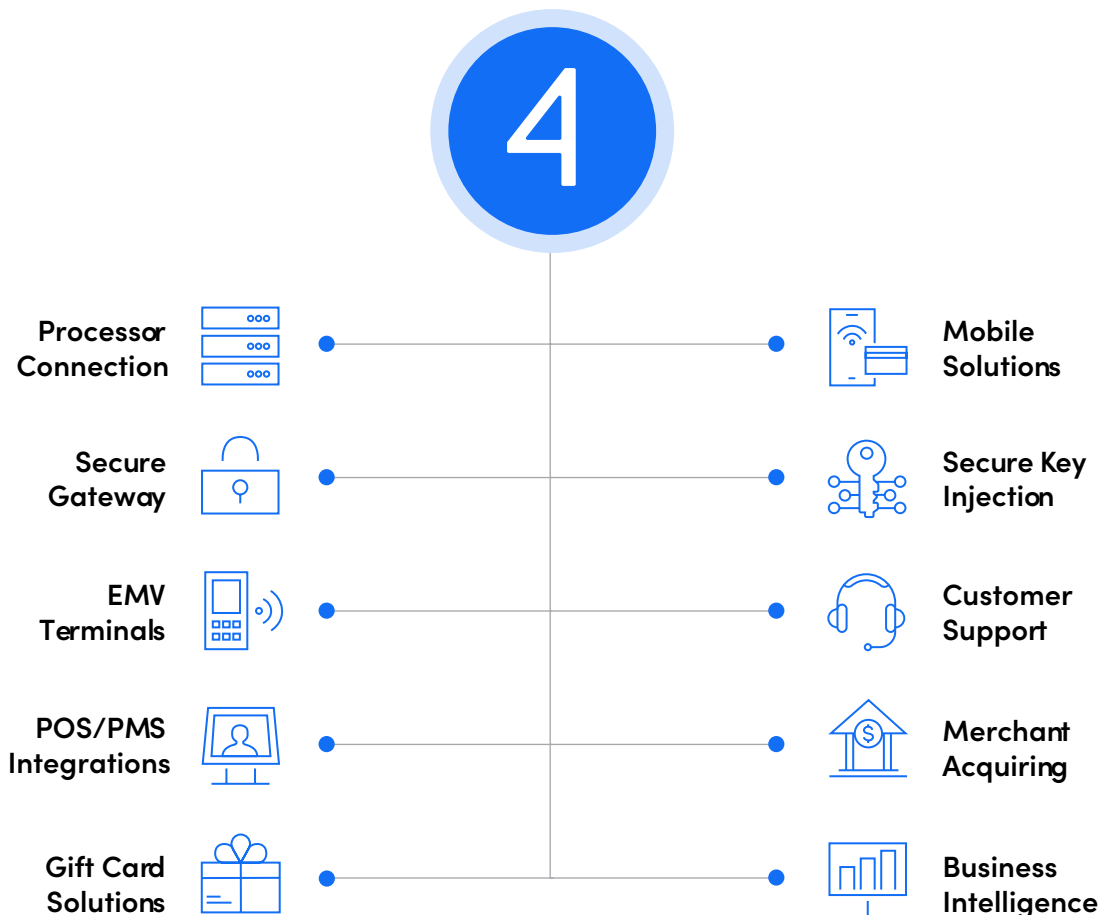 4
Processor
Connection
Mobile
Solutions
Secure
Gateway
Secure Key
Injection
EMV
Terminals
Customer
Support
POS/PMS
Integrations
$
Merchant
Acquiring
Gift Card
Solutions
Business
Intelligence